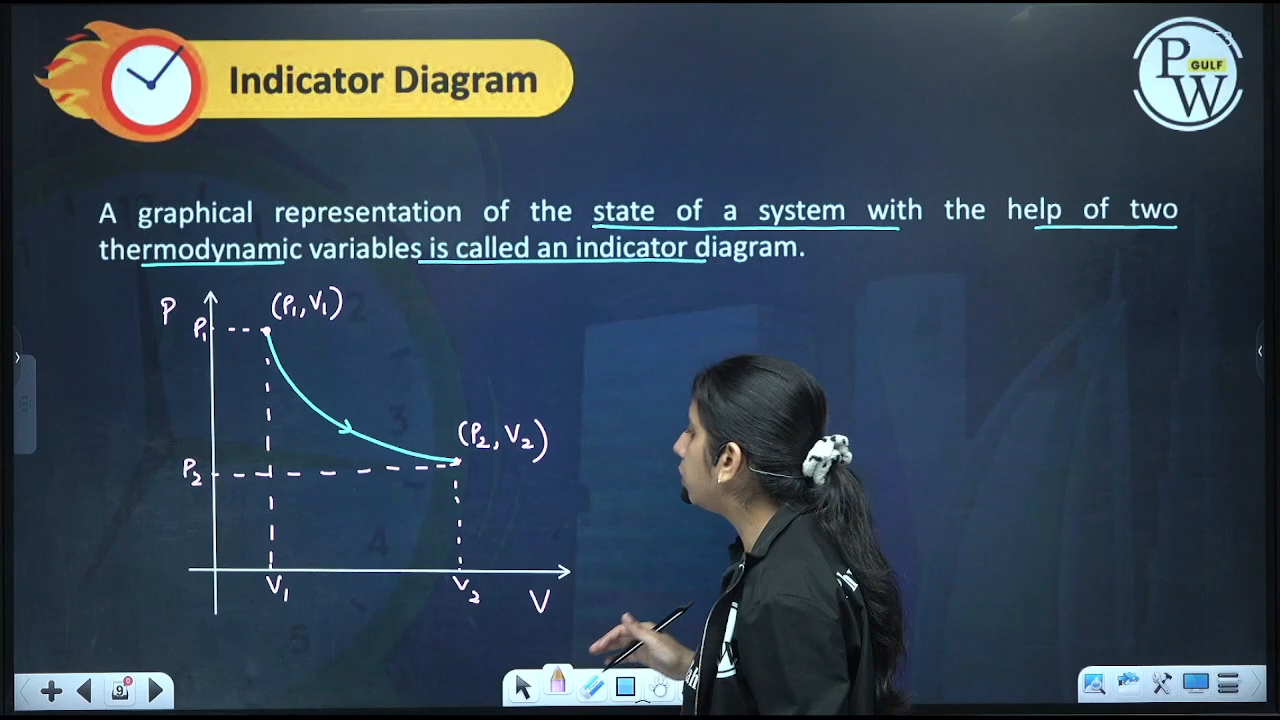 Indicator Diagram
P
GULF
W
A graphical representation of the state of a system with the help of two
thermodynamic variables is called an indicator diagram.
P
(P₁, V₁)
P₁
(P₂, V₂)
P₂
V₁
V₂
V
9